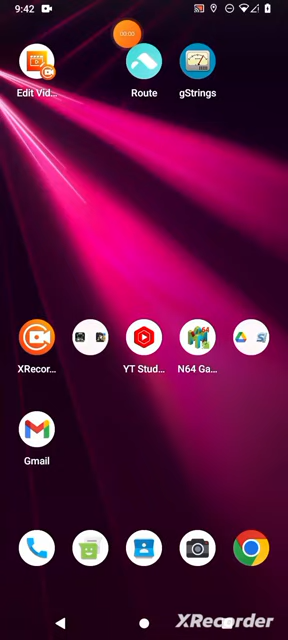 9:42
00:00
Edit Vid...
Route
gStrings
XRecor...
YT Stud...
N64 Ga...
Gmail
XRecorder